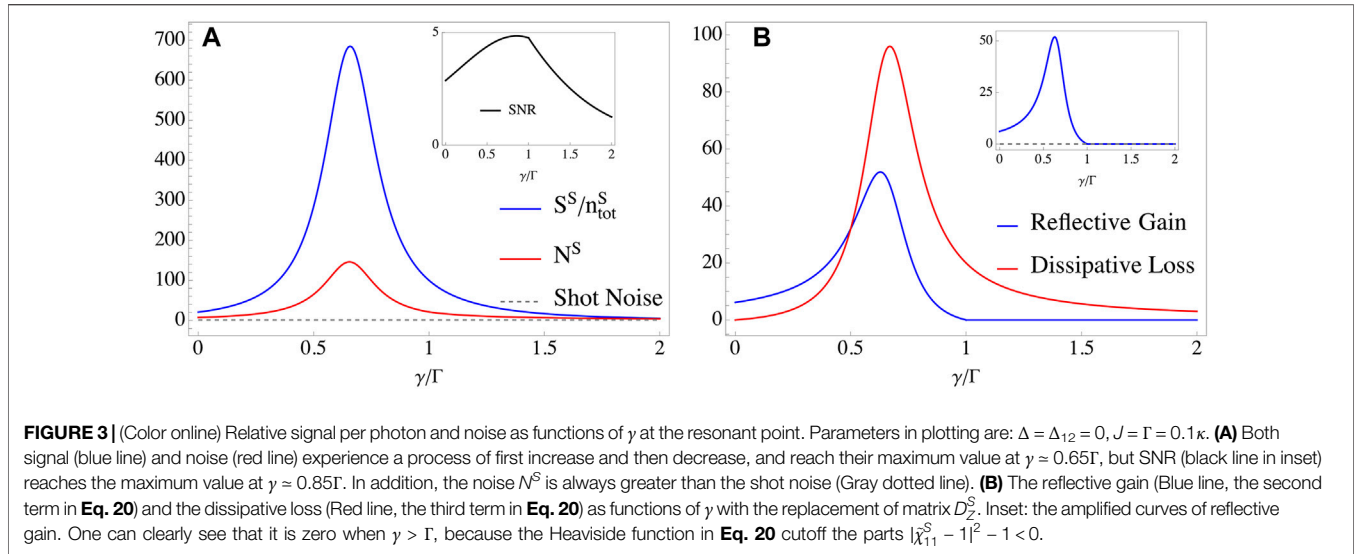 A
700
600
500
400
300
200
100
0
0
0.5
1
1.5
2
γ/Γ
5
0
0
0.5
1
1.5
2
γ/Γ
SNR
S^S/n_tot^S
N^S
Shot Noise
B
100
80
60
40
20
0
0
0.5
1
1.5
2
γ/Γ
50
25
0
0
0.5
1
1.5
2
γ/Γ
Reflective Gain
Dissipative Loss
FIGURE 3 | (Color online) Relative signal per photon and noise as functions of γ at the resonant point. Parameters in plotting are: Δ = Δ₁₂ = 0, J = Γ = 0.1κ. (A) Both
signal (blue line) and noise (red line) experience a process of first increase and then decrease, and reach their maximum value at γ ≃ 0.65Γ, but SNR (black line in inset)
reaches the maximum value at γ ≃ 0.85Γ. In addition, the noise N^S is always greater than the shot noise (Gray dotted line). (B) The reflective gain (Blue line, the second
term in Eq. 20) and the dissipative loss (Red line, the third term in Eq. 20) as functions of γ with the replacement of matrix D_Z^S. Inset: the amplified curves of reflective
gain. One can clearly see that it is zero when γ > Γ, because the Heaviside function in Eq. 20 cutoff the parts |χ̃₁₁^S − 1|² − 1 < 0.